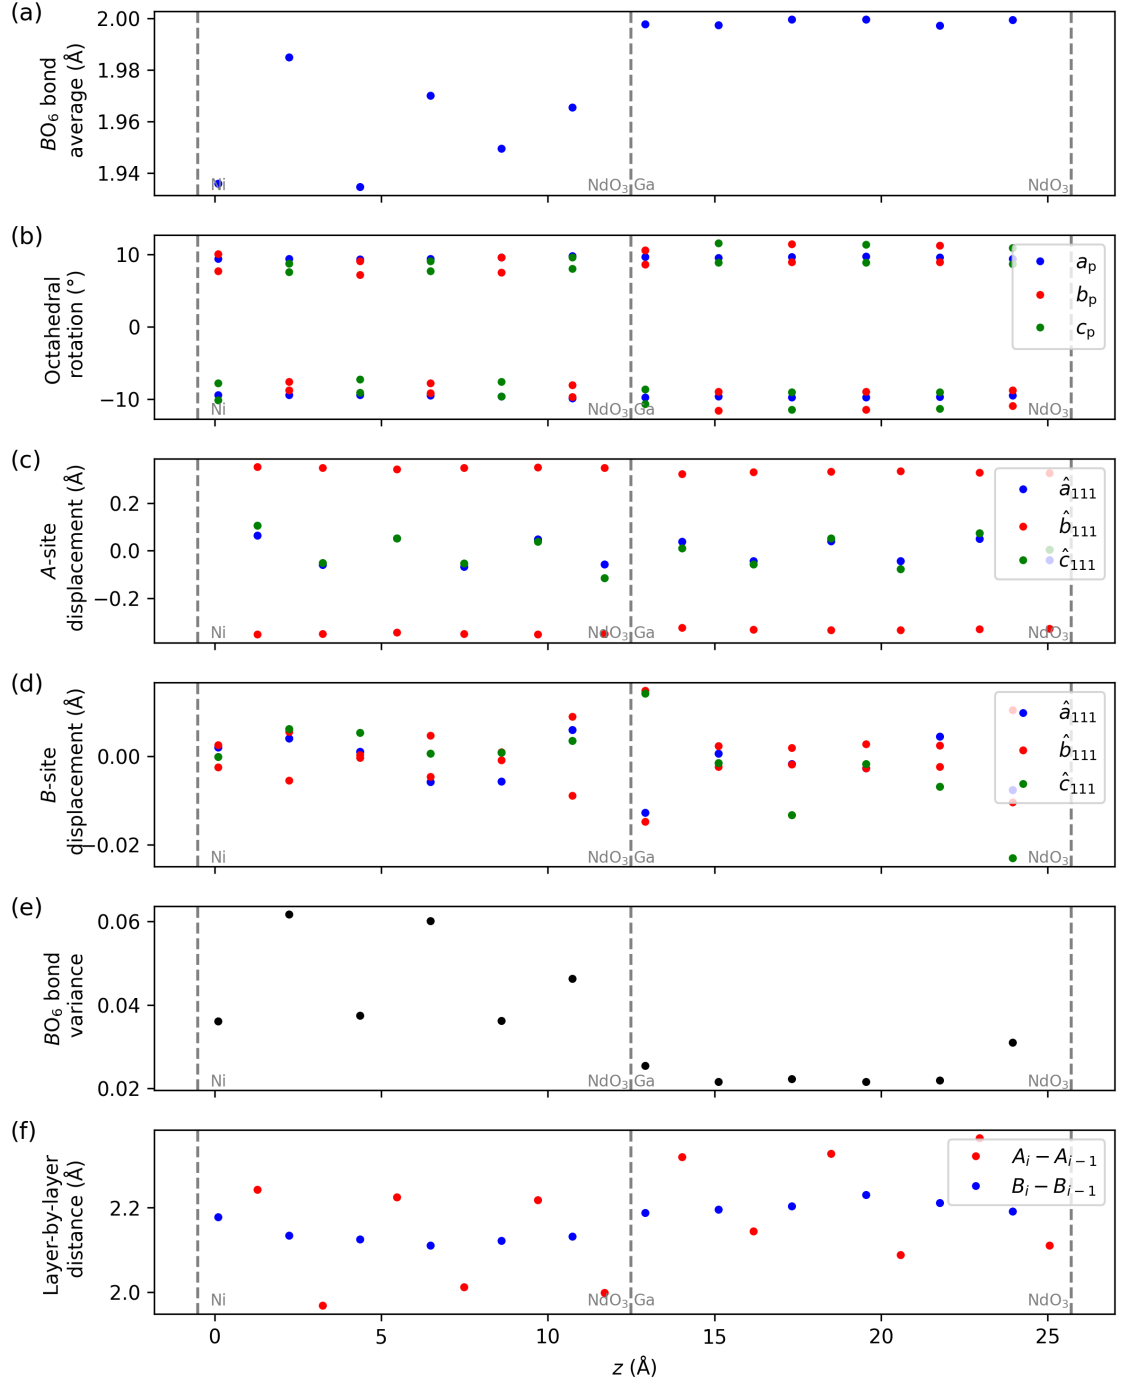 (a)
BO₆ bond
average (Å)
2.00
1.98
1.96
1.94
Ni
NdO₃
Ga
NdO₃
(b)
Octahedral
rotation (°)
10
0
−10
aₚ
bₚ
cₚ
Ni
NdO₃
Ga
NdO₃
(c)
A-site
displacement (Å)
0.2
0.0
−0.2
â₁₁₁
b̂₁₁₁
ĉ₁₁₁
Ni
NdO₃
Ga
NdO₃
(d)
B-site
displacement (Å)
0.00
−0.02
â₁₁₁
b̂₁₁₁
ĉ₁₁₁
Ni
NdO₃
Ga
NdO₃
(e)
BO₆ bond
variance
0.06
0.04
0.02
Ni
NdO₃
Ga
NdO₃
(f)
Layer-by-layer
distance (Å)
2.2
2.0
Aᵢ − Aᵢ₋₁
Bᵢ − Bᵢ₋₁
Ni
NdO₃
Ga
NdO₃
0
5
10
15
20
25
z (Å)